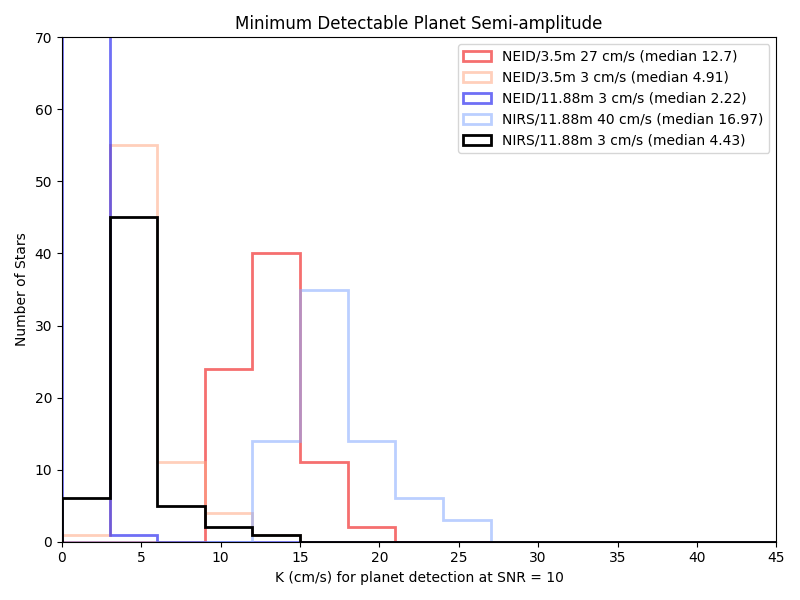 Minimum Detectable Planet Semi-amplitude
NEID/3.5m 27 cm/s (median 12.7)
NEID/3.5m 3 cm/s (median 4.91)
NEID/11.88m 3 cm/s (median 2.22)
NIRS/11.88m 40 cm/s (median 16.97)
NIRS/11.88m 3 cm/s (median 4.43)
Number of Stars
70
60
50
40
30
20
10
0
0 5 10 15 20 25 30 35 40 45
K (cm/s) for planet detection at SNR = 10